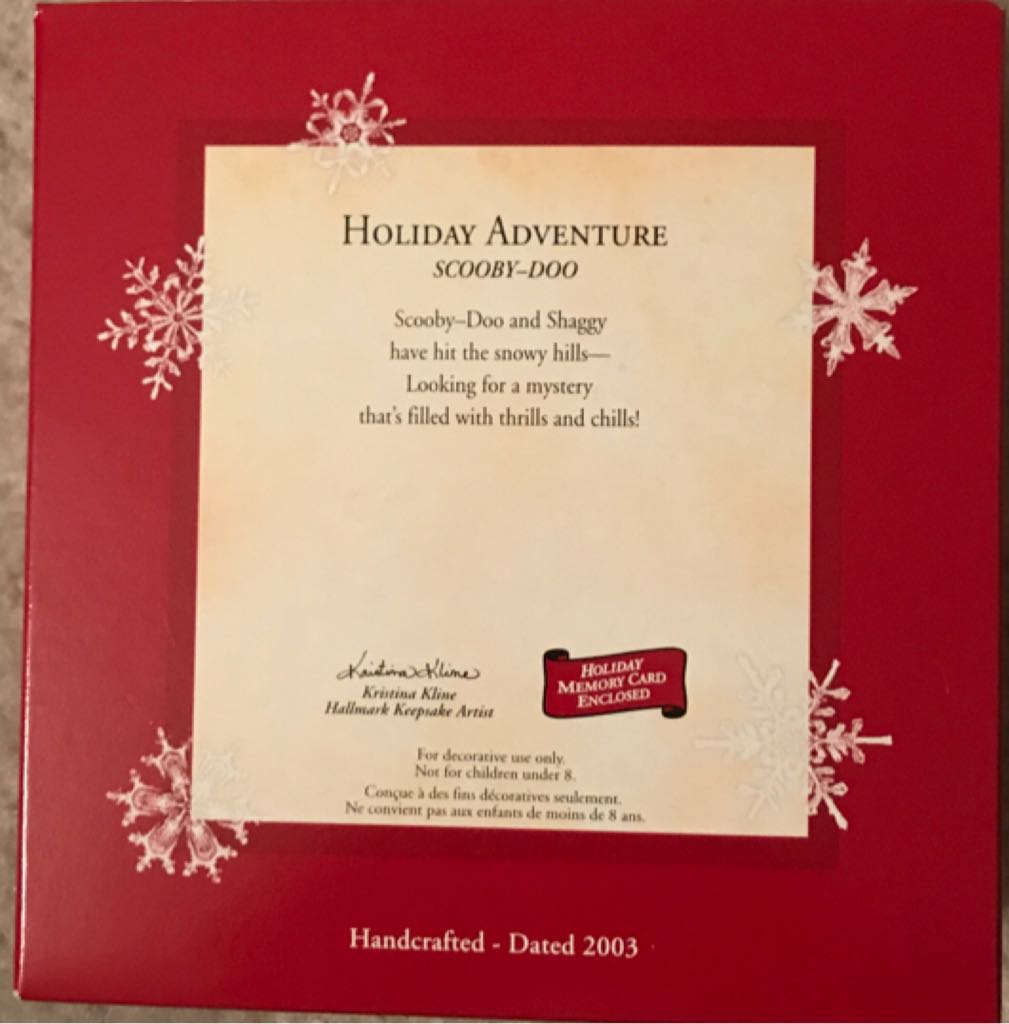 HOLIDAY ADVENTURE
SCOOBY–DOO
Scooby–Doo and Shaggy
have hit the snowy hills—
Looking for a mystery
that's filled with thrills and chills!
Kristina Kline
Kristina Kline
Hallmark Keepsake Artist
HOLIDAY
MEMORY CARD
ENCLOSED
For decorative use only.
Not for children under 8.
Conçue à des fins décoratives seulement.
Ne convient pas aux enfants de moins de 8 ans.
Handcrafted - Dated 2003